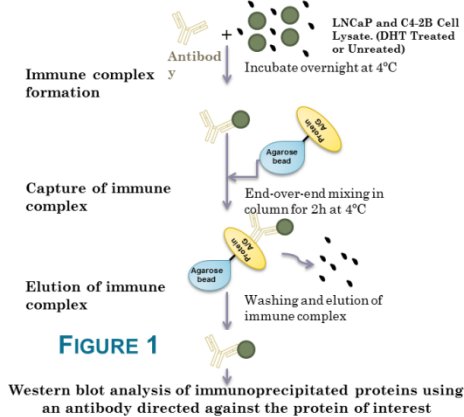 LNCaP and C4-2B Cell
Lysate. (DHT Treated
or Untreated)
+
Antibod
y
Incubate overnight at 4°C
Immune complex
formation
Protein
A/G
Agarose
bead
Capture of immune
complex
End-over-end mixing in
column for 2h at 4°C
Protein
A/G
Agarose
bead
Elution of immune
complex
Washing and elution of
immune complex
FIGURE 1
Western blot analysis of immunoprecipitated proteins using
an antibody directed against the protein of interest